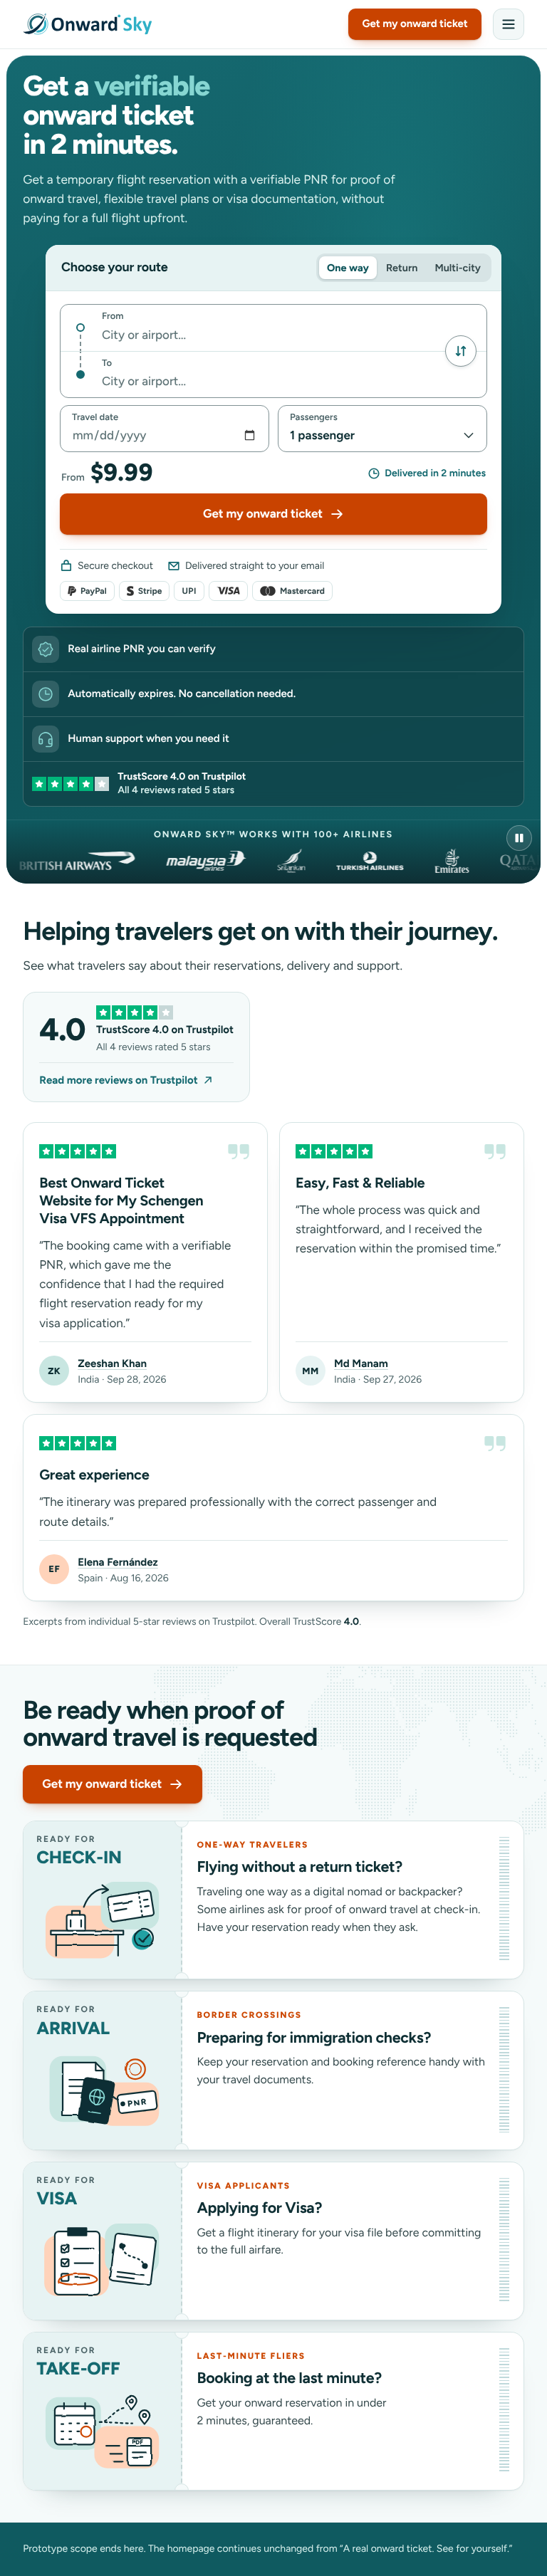 Onward Sky
Get my onward ticket
Get a verifiable
onward ticket
in 2 minutes.
Get a temporary flight reservation with a verifiable PNR for proof of
onward travel, flexible travel plans or visa documentation, without
paying for a full flight upfront.
Choose your route
One way Return Multi-city
From
City or airport...
To
City or airport...
Travel date
mm/dd/yyyy
Passengers
1 passenger
From $9.99
Delivered in 2 minutes
Get my onward ticket →
Secure checkout Delivered straight to your email
PayPal Stripe UPI VISA Mastercard
Real airline PNR you can verify
Automatically expires. No cancellation needed.
Human support when you need it
TrustScore 4.0 on Trustpilot
All 4 reviews rated 5 stars
ONWARD SKY™ WORKS WITH 100+ AIRLINES
BRITISH AIRWAYS malaysia airlines SriLankan TURKISH AIRLINES Emirates QATA
Helping travelers get on with their journey.
See what travelers say about their reservations, delivery and support.
4.0
TrustScore 4.0 on Trustpilot
All 4 reviews rated 5 stars
Read more reviews on Trustpilot ↗
Best Onward Ticket
Website for My Schengen
Visa VFS Appointment
“The booking came with a verifiable
PNR, which gave me the
confidence that I had the required
flight reservation ready for my
visa application.”
ZK
Zeeshan Khan
India · Sep 28, 2026
Easy, Fast & Reliable
“The whole process was quick and
straightforward, and I received the
reservation within the promised time.”
MM
Md Manam
India · Sep 27, 2026
Great experience
“The itinerary was prepared professionally with the correct passenger and
route details.”
EF
Elena Fernández
Spain · Aug 16, 2026
Excerpts from individual 5-star reviews on Trustpilot. Overall TrustScore 4.0.
Be ready when proof of
onward travel is requested
Get my onward ticket →
READY FOR
CHECK-IN
ONE-WAY TRAVELERS
Flying without a return ticket?
Traveling one way as a digital nomad or backpacker?
Some airlines ask for proof of onward travel at check-in.
Have your reservation ready when they ask.
READY FOR
ARRIVAL
PNR
BORDER CROSSINGS
Preparing for immigration checks?
Keep your reservation and booking reference handy with
your travel documents.
READY FOR
VISA
VISA APPLICANTS
Applying for Visa?
Get a flight itinerary for your visa file before committing
to the full airfare.
READY FOR
TAKE-OFF
PDF
LAST-MINUTE FLIERS
Booking at the last minute?
Get your onward reservation in under
2 minutes, guaranteed.
Prototype scope ends here. The homepage continues unchanged from “A real onward ticket. See for yourself.”